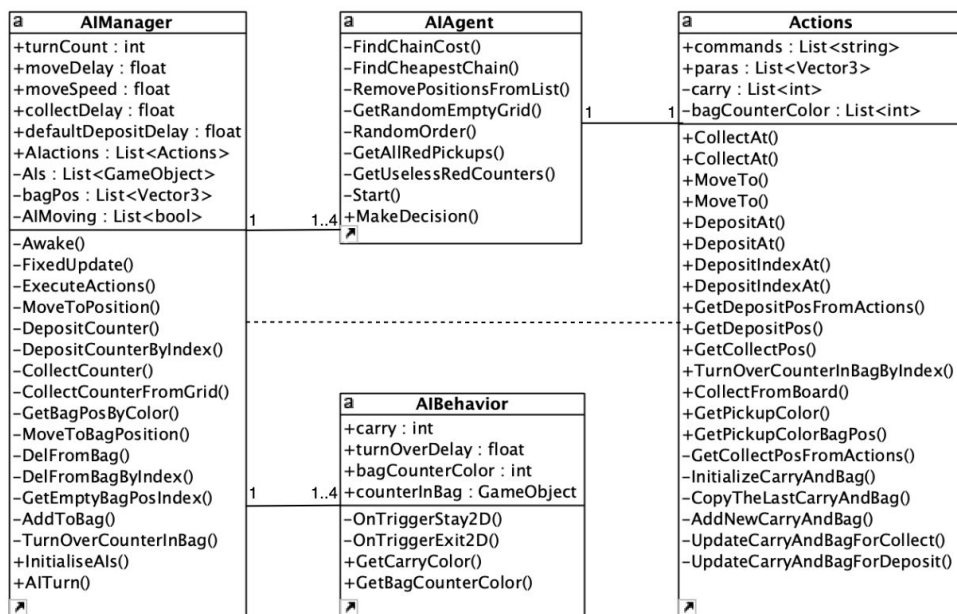 a AIManager
+turnCount : int
+moveDelay : float
+moveSpeed : float
+collectDelay : float
+defaultDepositDelay : float
+AIactions : List<Actions>
-AIs : List<GameObject>
-bagPos : List<Vector3>
-AIMoving : List<bool>
-Awake()
-FixedUpdate()
-ExecuteActions()
-MoveToPosition()
-DepositCounter()
-DepositCounterByIndex()
-CollectCounter()
-CollectCounterFromGrid()
-GetBagPosByColor()
-MoveToBagPosition()
-DelFromBag()
-DelFromBagByIndex()
-GetEmptyBagPosIndex()
-AddToBag()
-TurnOverCounterInBag()
+InitialiseAIs()
+AITurn()
1
1..4
1
1..4
a AIAgent
-FindChainCost()
-FindCheapestChain()
-RemovePositionsFromList()
-GetRandomEmptyGrid()
-RandomOrder()
-GetAllRedPickups()
-GetUselessRedCounters()
-Start()
+MakeDecision()
1
1
a AIBehavior
+carry : int
+turnOverDelay : float
+bagCounterColor : int
+counterInBag : GameObject
-OnTriggerStay2D()
-OnTriggerExit2D()
+GetCarryColor()
+GetBagCounterColor()
a Actions
+commands : List<string>
+paras : List<Vector3>
-carry : List<int>
-bagCounterColor : List<int>
+CollectAt()
+CollectAt()
+MoveTo()
+MoveTo()
+DepositAt()
+DepositAt()
+DepositIndexAt()
+DepositIndexAt()
+GetDepositPosFromActions()
+GetDepositPos()
+GetCollectPos()
+TurnOverCounterInBagByIndex()
+CollectFromBoard()
+GetPickupColor()
+GetPickupColorBagPos()
-GetCollectPosFromActions()
-InitializeCarryAndBag()
-CopyTheLastCarryAndBag()
-AddNewCarryAndBag()
-UpdateCarryAndBagForCollect()
-UpdateCarryAndBagForDeposit()